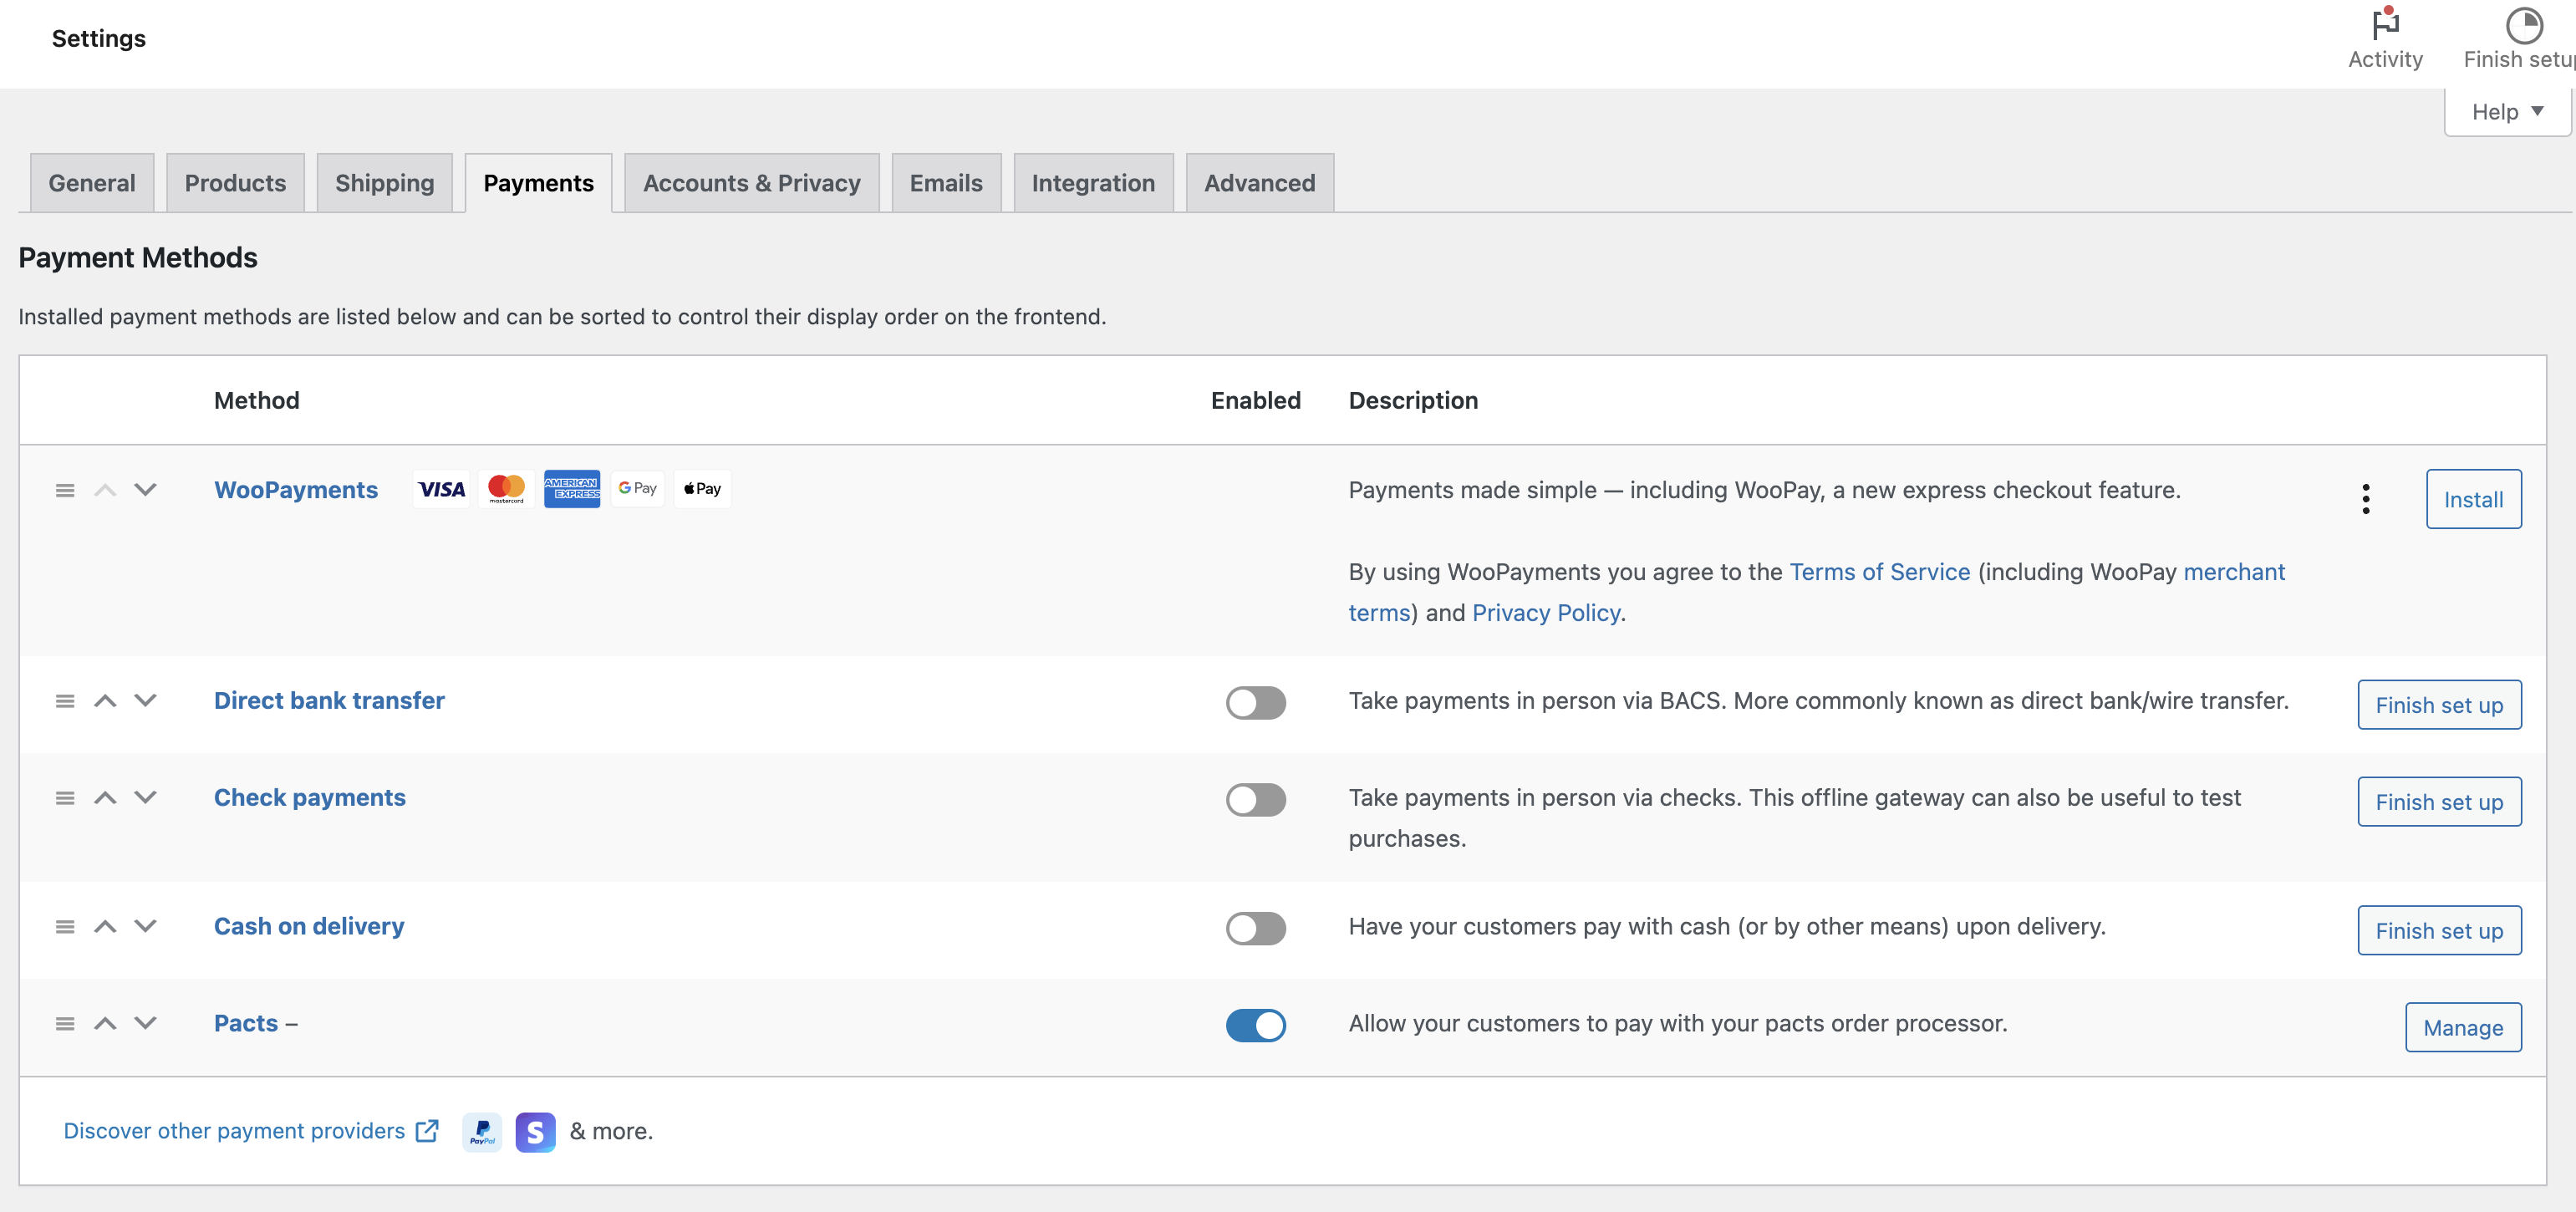 Settings
Activity
Finish setu
Help
General
Products
Shipping
Payments
Accounts & Privacy
Emails
Integration
Advanced
Payment Methods
Installed payment methods are listed below and can be sorted to control their display order on the frontend.
Method
Enabled
Description
WooPayments
VISA
mastercard
AMERICAN
EXPRESS
G Pay
Pay
Payments made simple — including WooPay, a new express checkout feature.
Install
By using WooPayments you agree to the Terms of Service (including WooPay merchant
terms) and Privacy Policy.
Direct bank transfer
Take payments in person via BACS. More commonly known as direct bank/wire transfer.
Finish set up
Check payments
Take payments in person via checks. This offline gateway can also be useful to test
purchases.
Finish set up
Cash on delivery
Have your customers pay with cash (or by other means) upon delivery.
Finish set up
Pacts –
Allow your customers to pay with your pacts order processor.
Manage
Discover other payment providers
PayPal
S
& more.